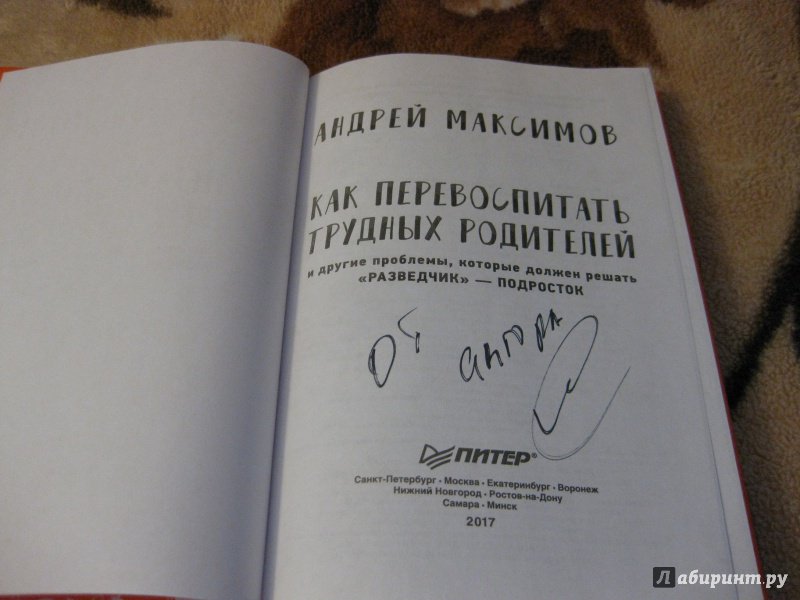 АНДРЕЙ МАКСИМОВ
КАК ПЕРЕВОСПИТАТЬ
ТРУДНЫХ РОДИТЕЛЕЙ
и другие проблемы, которые должен решать
«РАЗВЕДЧИК» — ПОДРОСТОК
От автора
ПИТЕР®
Санкт-Петербург • Москва • Екатеринбург • Воронеж
Нижний Новгород • Ростов-на-Дону
Самара • Минск
2017
Лабиринт.ру